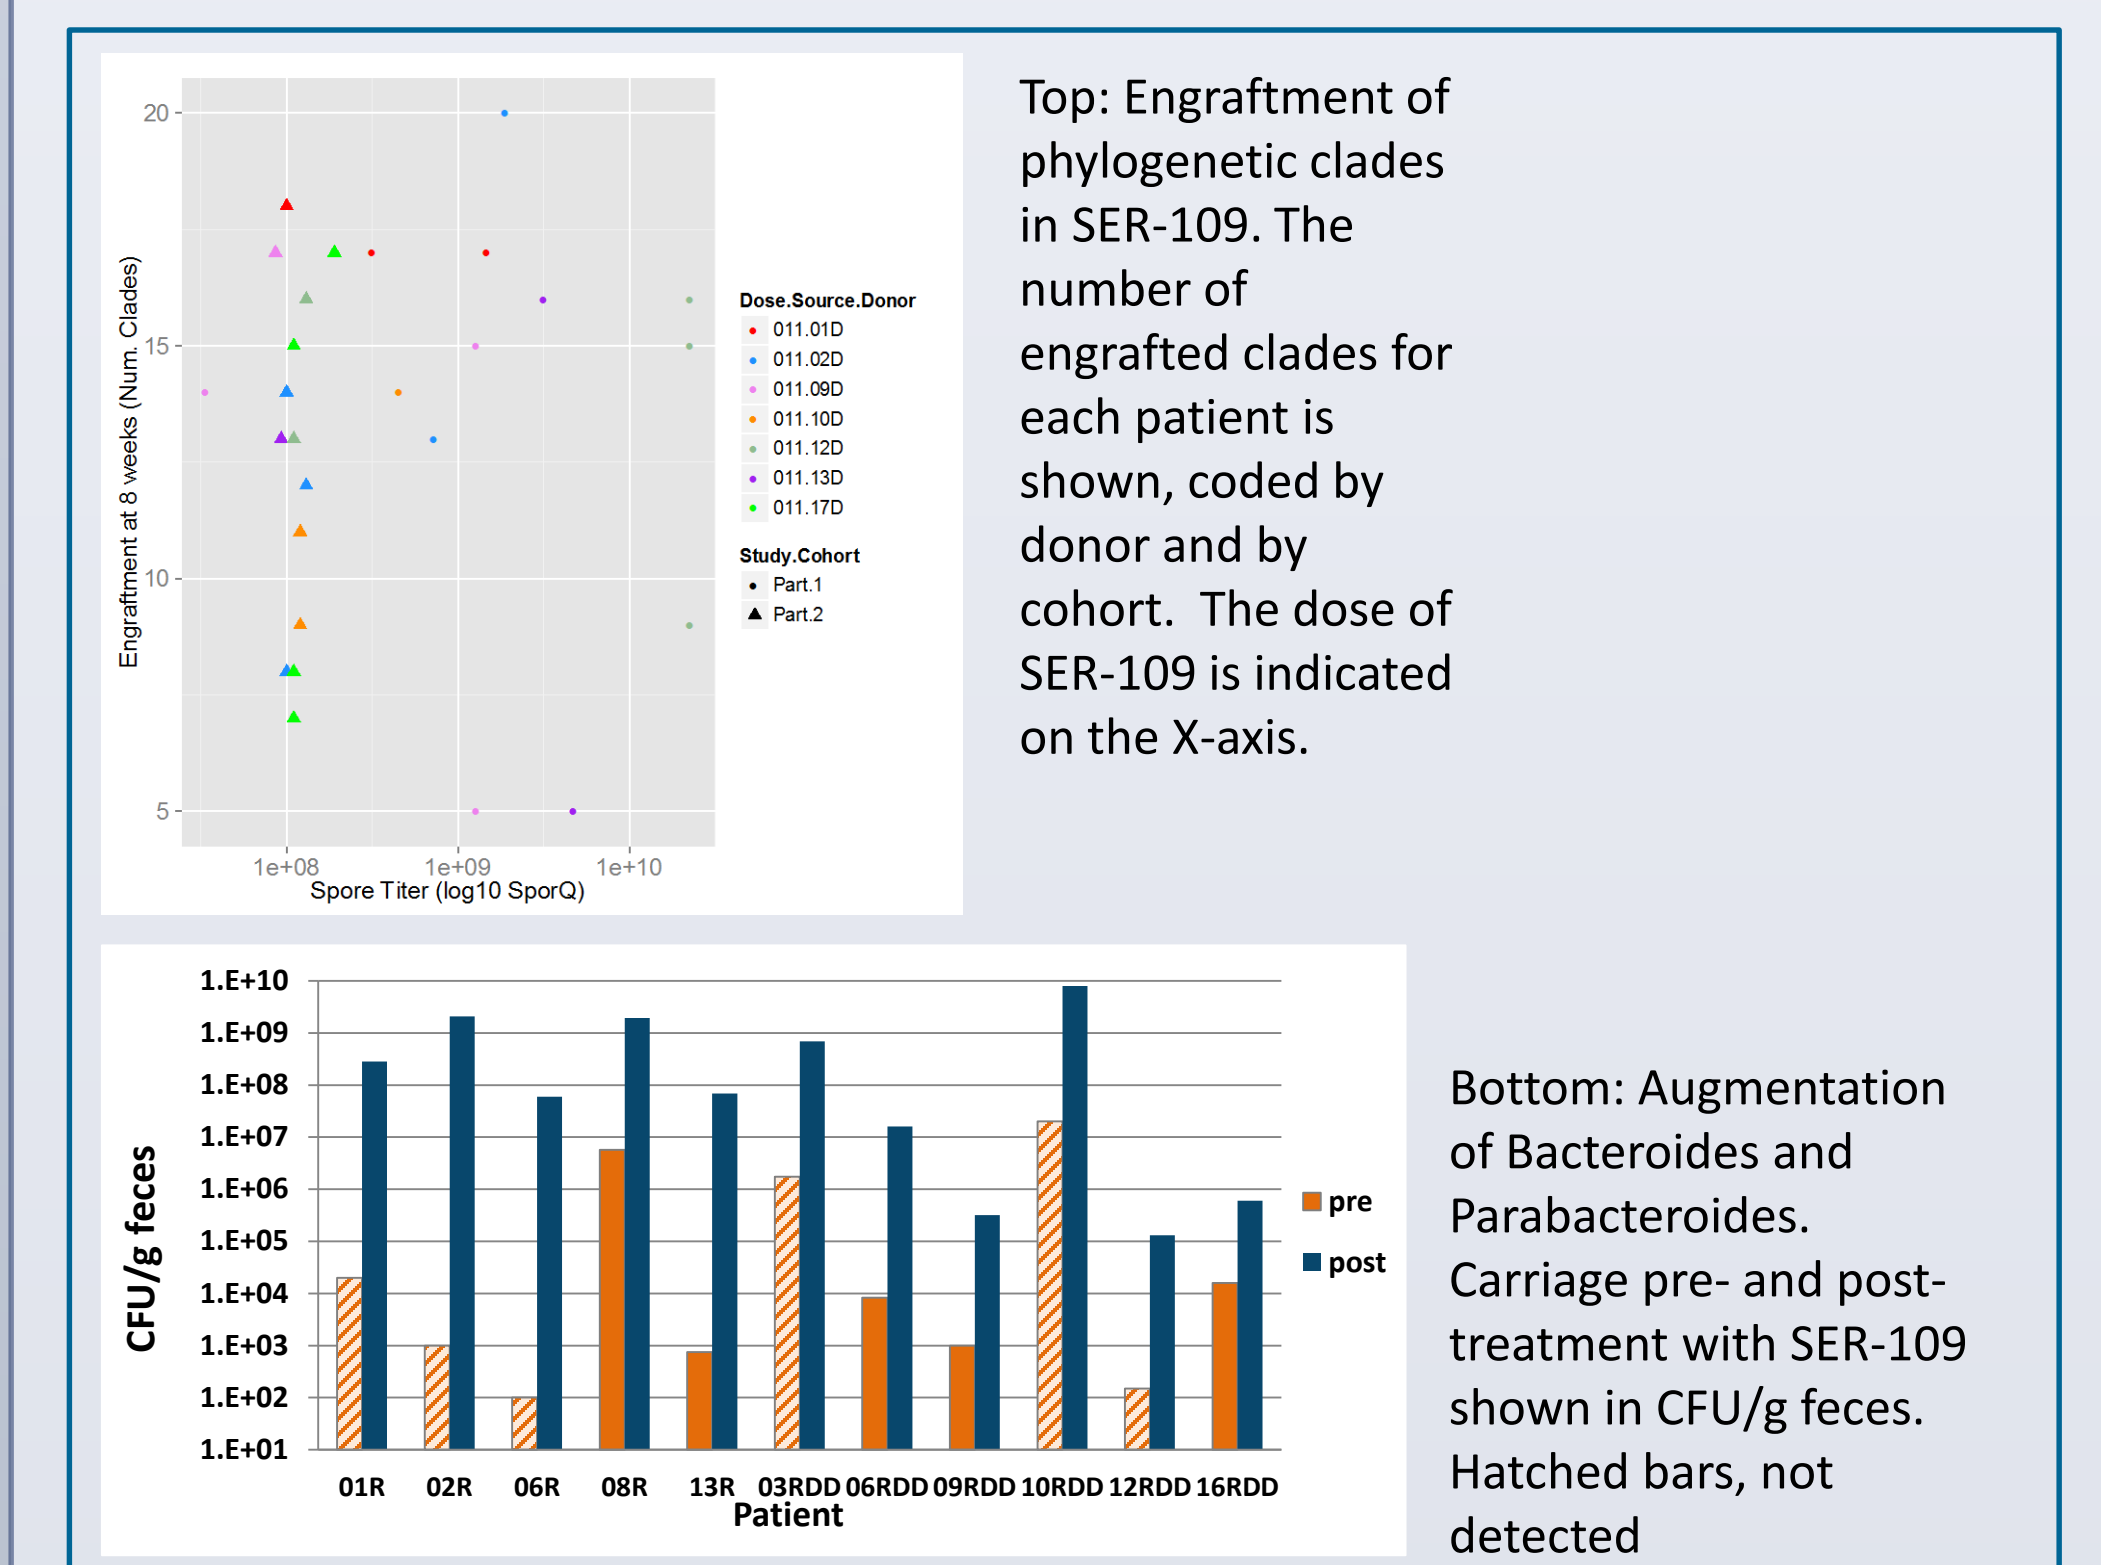 20
15
10
5
Engraftment at 8 weeks (Num. Clades)
1e+08 1e+09 1e+10
Spore Titer (log10 SporQ)
Dose.Source.Donor
011.01D
011.02D
011.09D
011.10D
011.12D
011.13D
011.17D
Study.Cohort
Part.1
Part.2
Top: Engraftment of
phylogenetic clades
in SER-109. The
number of
engrafted clades for
each patient is
shown, coded by
donor and by
cohort.  The dose of
SER-109 is indicated
on the X-axis.
1.E+10
1.E+09
1.E+08
1.E+07
1.E+06
1.E+05
1.E+04
1.E+03
1.E+02
1.E+01
CFU/g feces
01R 02R 06R 08R 13R 03RDD 06RDD 09RDD 10RDD 12RDD 16RDD
Patient
pre
post
Bottom: Augmentation
of Bacteroides and
Parabacteroides.
Carriage pre- and post-
treatment with SER-109
shown in CFU/g feces.
Hatched bars, not
detected